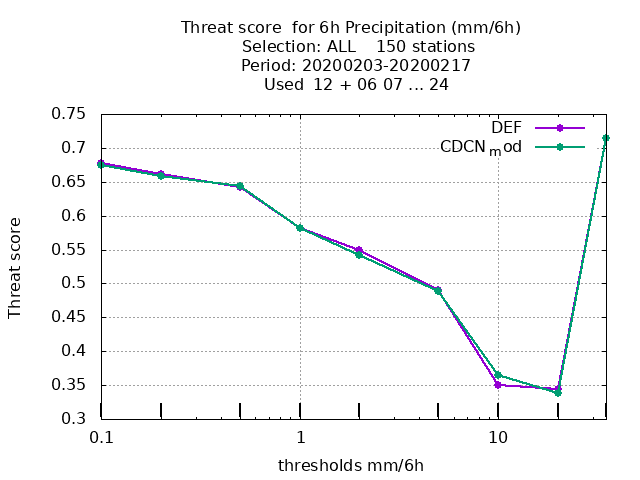 Threat score  for 6h Precipitation (mm/6h)
Selection: ALL    150 stations
Period: 20200203-20200217
Used  12 + 06 07 ... 24
0.75
0.7
0.65
0.6
0.55
0.5
0.45
0.4
0.35
0.3
Threat score
DEF
CDCNmod
0.1
1
10
thresholds mm/6h